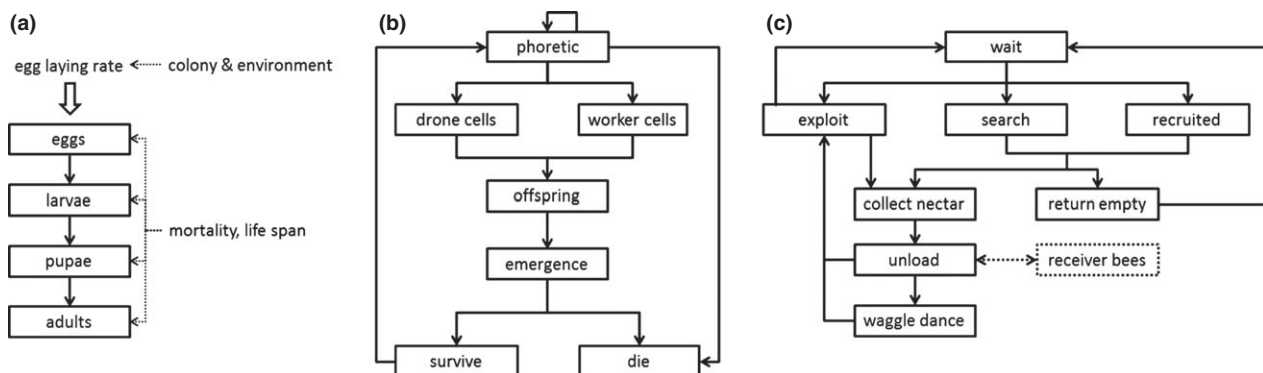 (a)
egg laying rate
colony & environment
eggs
larvae
pupae
adults
mortality, life span
(b)
phoretic
drone cells
worker cells
offspring
emergence
survive
die
(c)
wait
exploit
search
recruited
collect nectar
return empty
unload
receiver bees
waggle dance